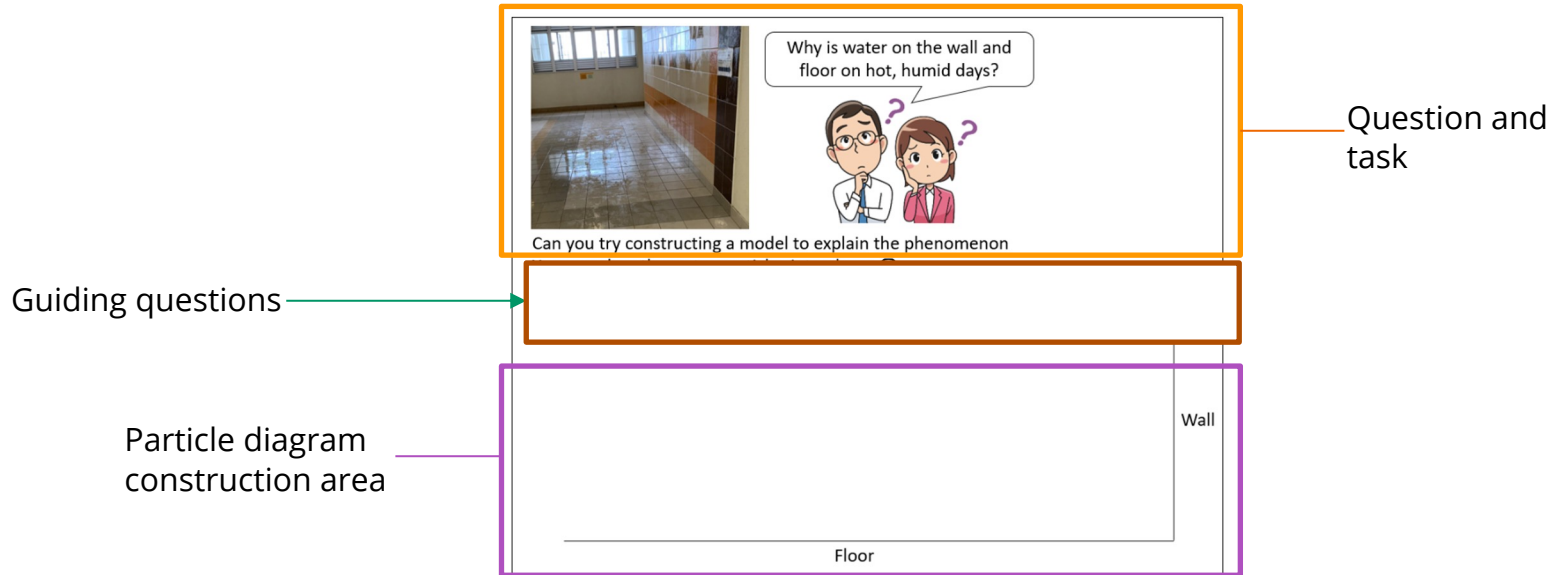 Why is water on the wall and
floor on hot, humid days?
?
?
Question and
task
Can you try constructing a model to explain the phenomenon
Guiding questions
Wall
Particle diagram
construction area
Floor